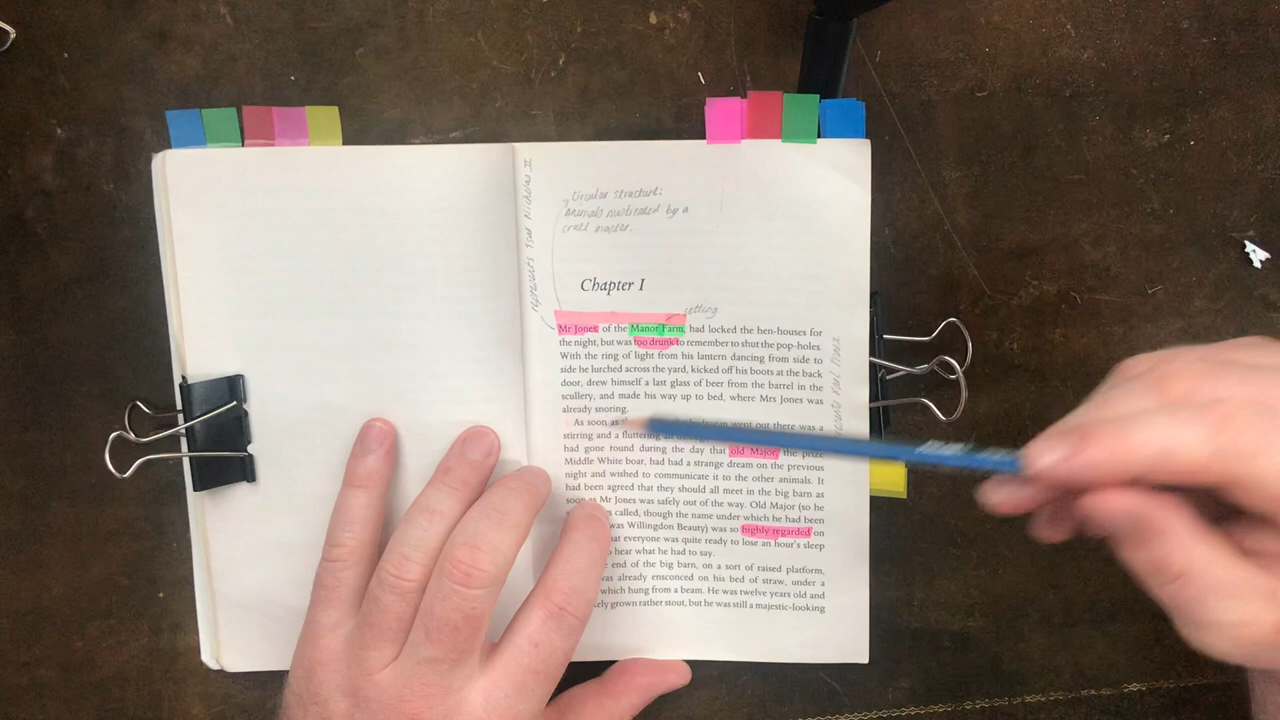 represents Tsar Nicholas II
Circular structure:
Animals mistreated by a
cruel master.
Chapter I
setting
Mr Jones of the Manor Farm, had locked the hen-houses for
the night, but was too drunk to remember to shut the pop-holes.
With the ring of light from his lantern dancing from side to
side he lurched across the yard, kicked off his boots at the back
door, drew himself a last glass of beer from the barrel in the
scullery, and made his way up to bed, where Mrs Jones was
already snoring.
As soon as went out there was a
stirring and a fluttering
had gone round during the day that old Major, the prize
Middle White boar, had had a strange dream on the previous
night and wished to communicate it to the other animals. It
had been agreed that they should all meet in the big barn as
soon as Mr Jones was safely out of the way. Old Major (so he
called, though the name under which he had been
was Willingdon Beauty) was so highly regarded on
everyone was quite ready to lose an hour's sleep
hear what he had to say.
end of the big barn, on a sort of raised platform,
was already ensconced on his bed of straw, under a
which hung from a beam. He was twelve years old and
grown rather stout, but he was still a majestic-looking
Karl Marx